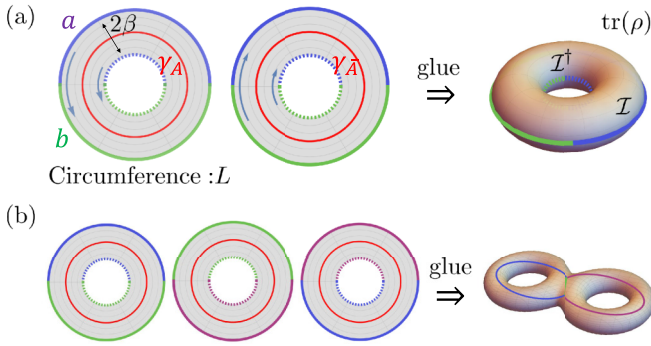 (a)
a
2β
γ_A
b
Circumference :L
γ_Ā
glue
⇒
tr(ρ)
ℐ†
ℐ
(b)
glue
⇒